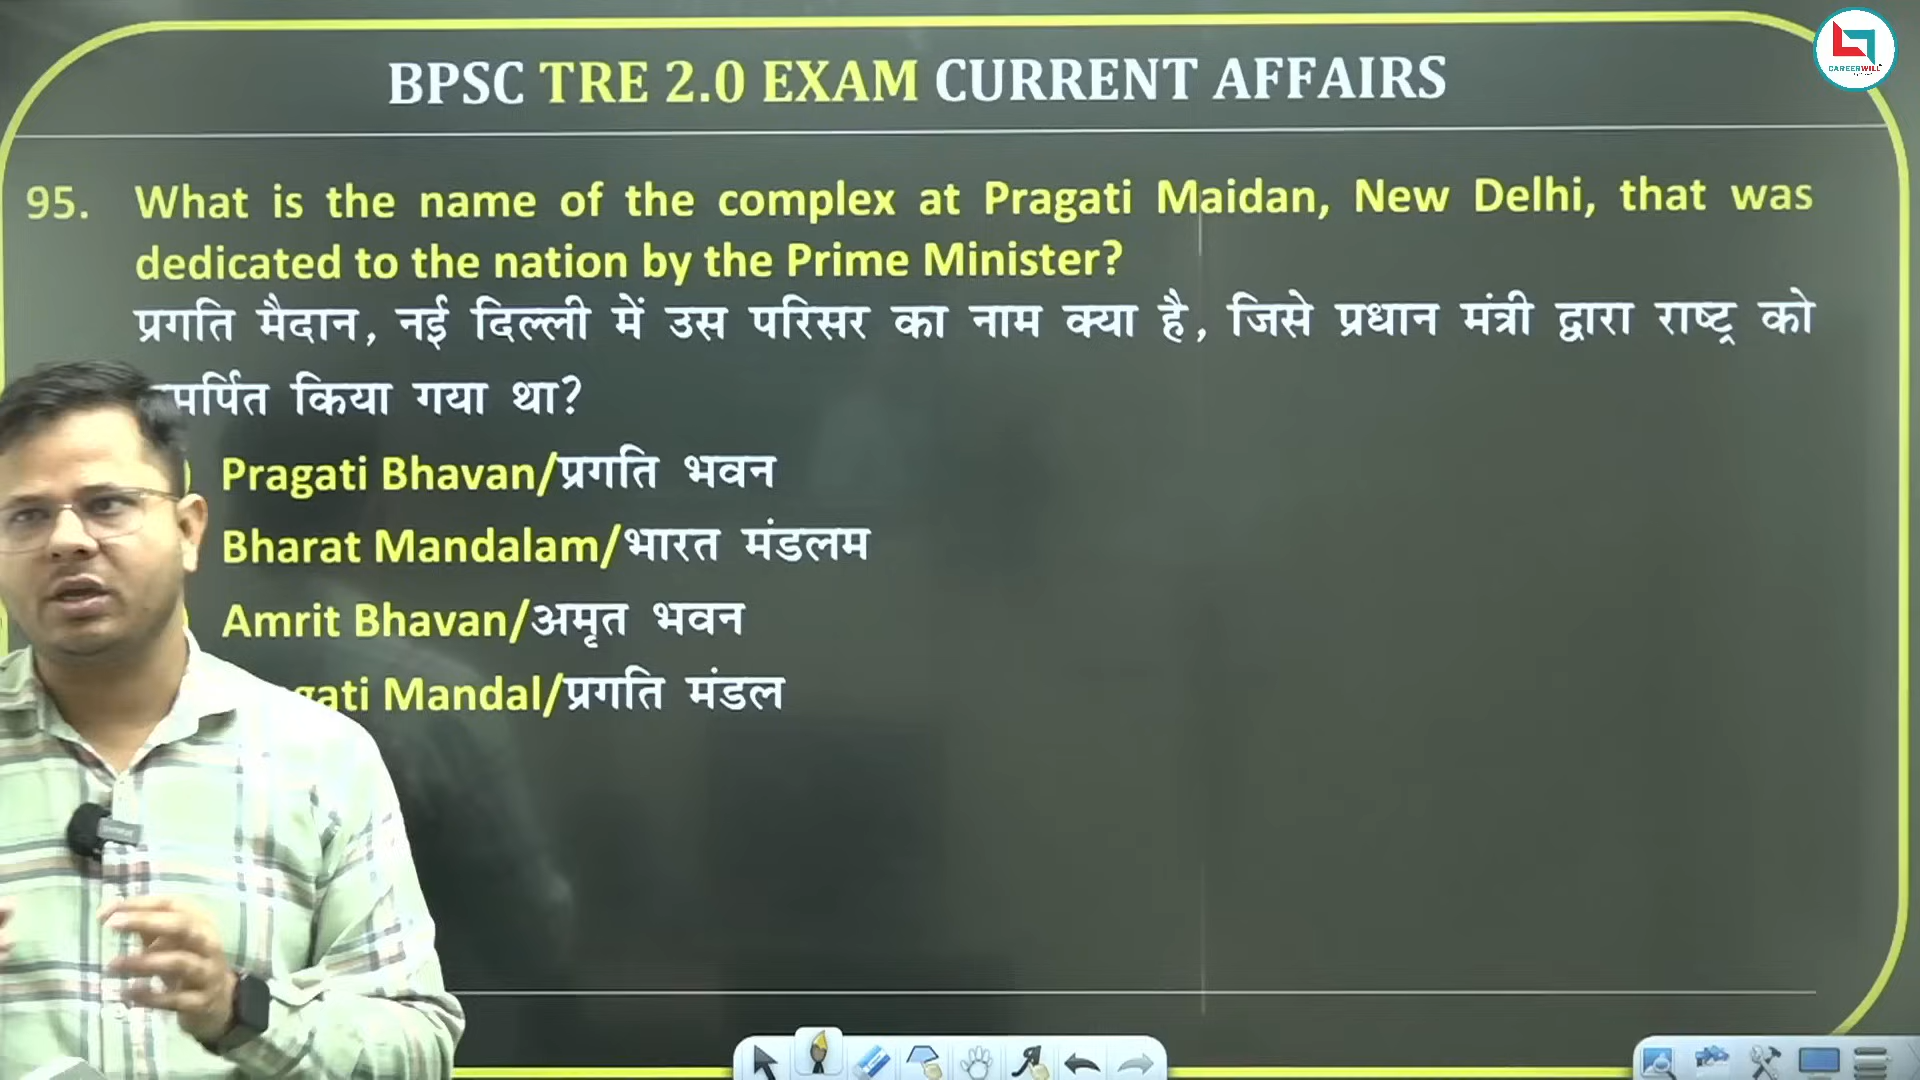 BPSC TRE 2.0 EXAM CURRENT AFFAIRS
CAREERWILL
95. What is the name of the complex at Pragati Maidan, New Delhi, that was
dedicated to the nation by the Prime Minister?
प्रगति मैदान, नई दिल्ली में उस परिसर का नाम क्या है, जिसे प्रधान मंत्री द्वारा राष्ट्र को
मर्पित किया गया था?
Pragati Bhavan/प्रगति भवन
Bharat Mandalam/भारत मंडलम
Amrit Bhavan/अमृत भवन
gati Mandal/प्रगति मंडल